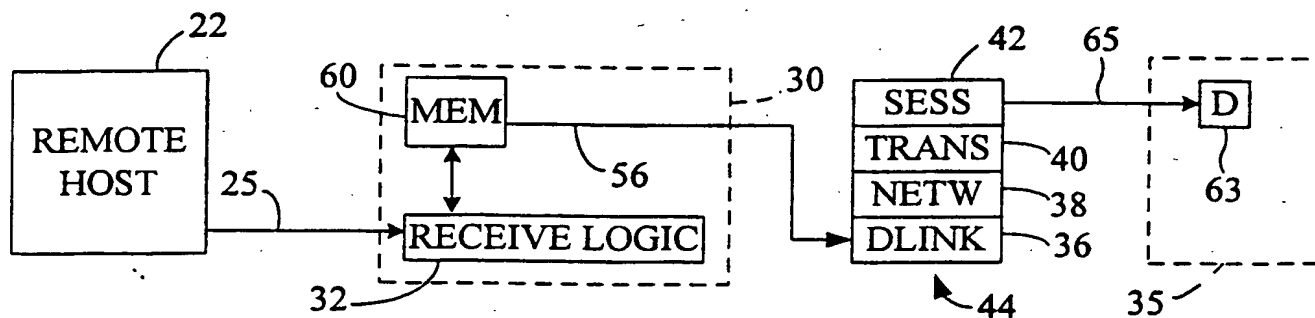 22
REMOTE
HOST
25
60
MEM
30
56
RECEIVE LOGIC
32
42
SESS
TRANS
40
NETW
38
DLINK
36
44
65
D
63
35